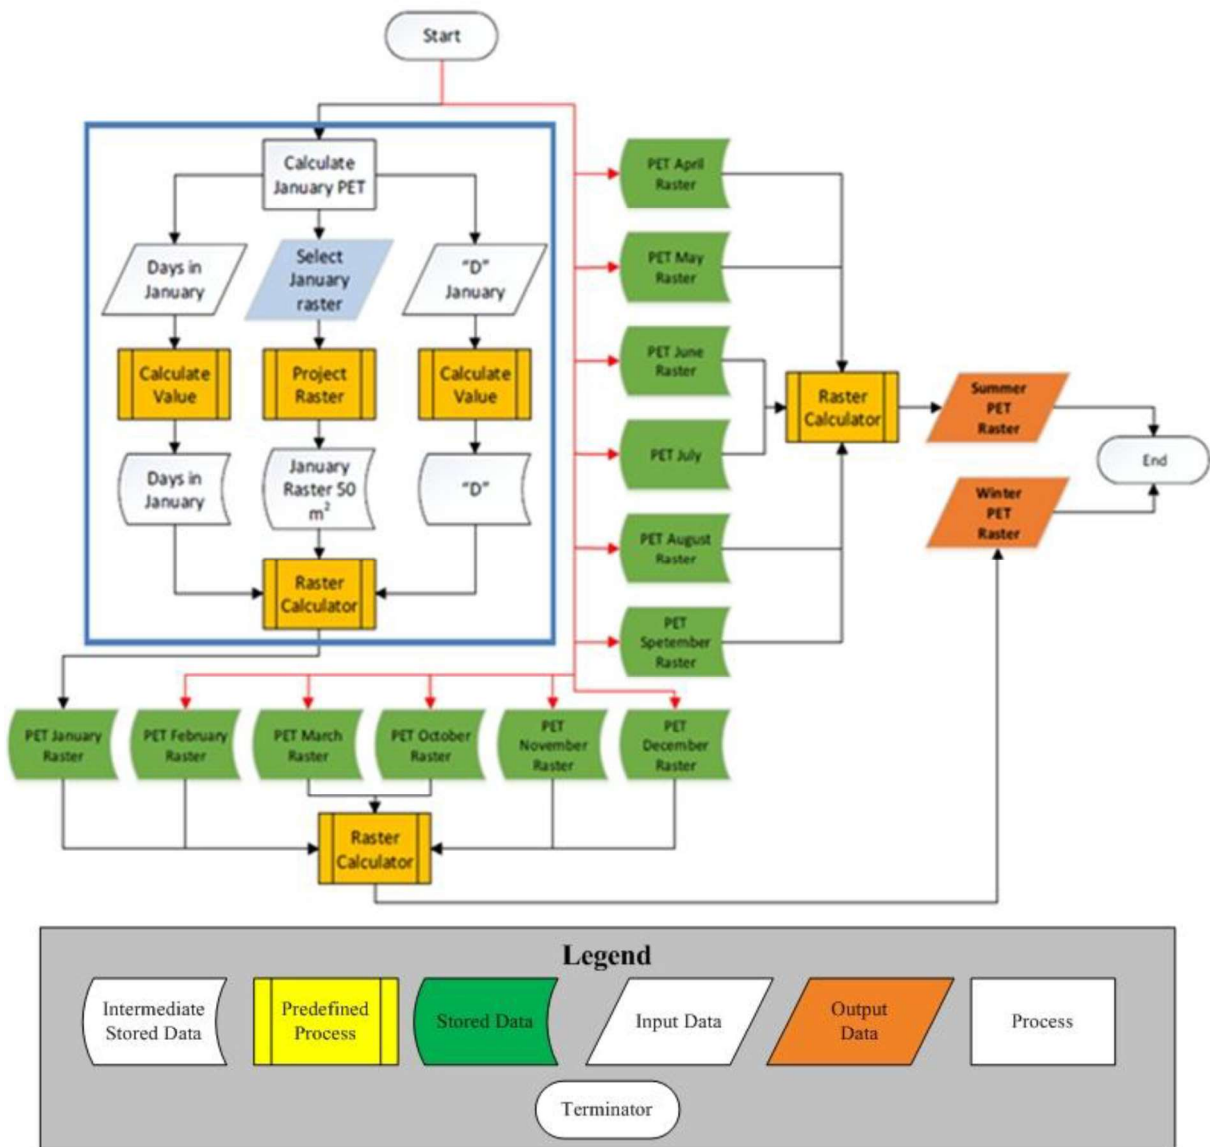 Start
Calculate
January PET
Days in
January
Select
January
raster
“D”
January
Calculate
Value
Project
Raster
Calculate
Value
Days in
January
January
Raster 50
m²
“D”
Raster
Calculator
PET April
Raster
PET May
Raster
PET June
Raster
PET July
PET August
Raster
PET
Spetember
Raster
Raster
Calculator
Summer
PET
Raster
Winter
PET
Raster
End
PET January
Raster
PET February
Raster
PET March
Raster
PET October
Raster
PET
November
Raster
PET
December
Raster
Raster
Calculator
Legend
Intermediate
Stored Data
Predefined
Process
Stored Data
Input Data
Output
Data
Process
Terminator